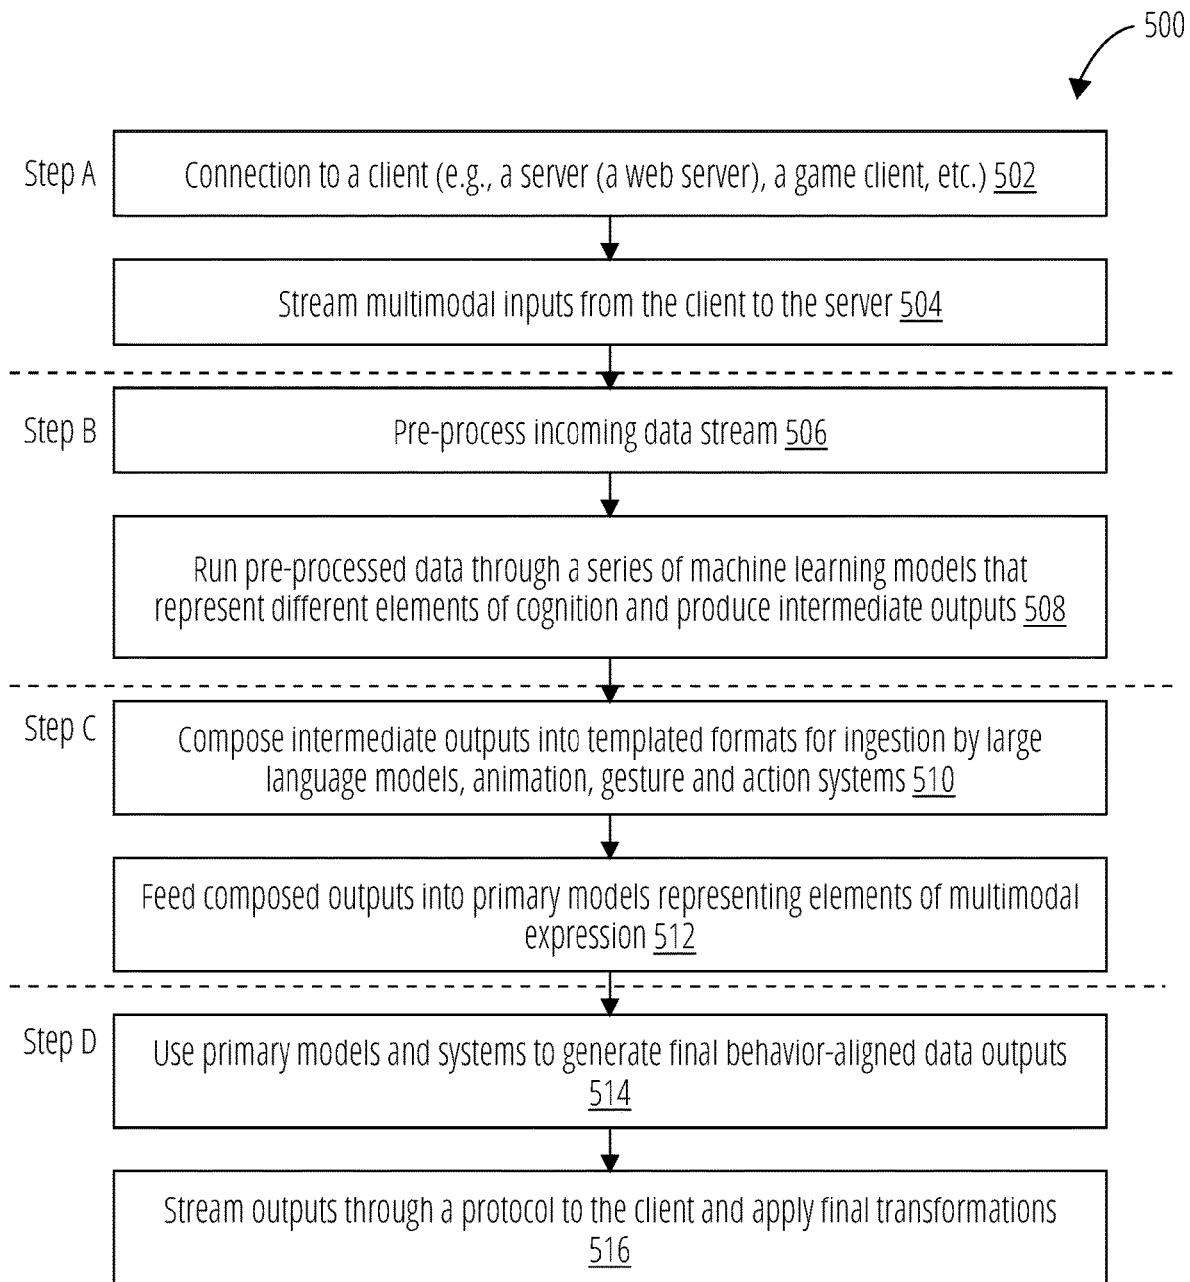 500
Step A
Connection to a client (e.g., a server (a web server), a game client, etc.) 502
Stream multimodal inputs from the client to the server 504
Step B
Pre-process incoming data stream 506
Run pre-processed data through a series of machine learning models that
represent different elements of cognition and produce intermediate outputs 508
Step C
Compose intermediate outputs into templated formats for ingestion by large
language models, animation, gesture and action systems 510
Feed composed outputs into primary models representing elements of multimodal
expression 512
Step D
Use primary models and systems to generate final behavior-aligned data outputs
514
Stream outputs through a protocol to the client and apply final transformations
516